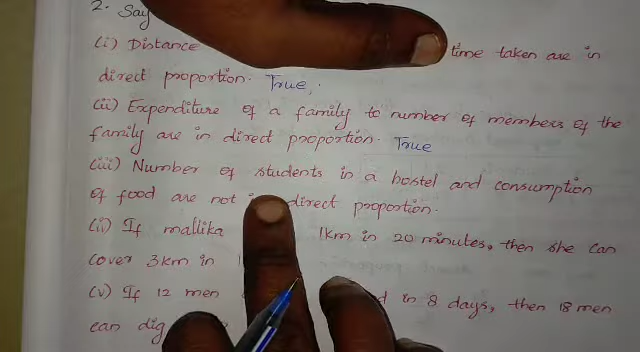 2. Say
(i) Distance time taken are in
direct proportion. True.
(ii) Expenditure of a family to number of members of the
family are in direct proportion. True
(iii) Number of students in a hostel and consumption
of food are not direct proportion.
(iv) If mallika 1km in 20 minutes, then she can
cover 3km in
(v) If 12 men in 8 days, then 18 men
can dig